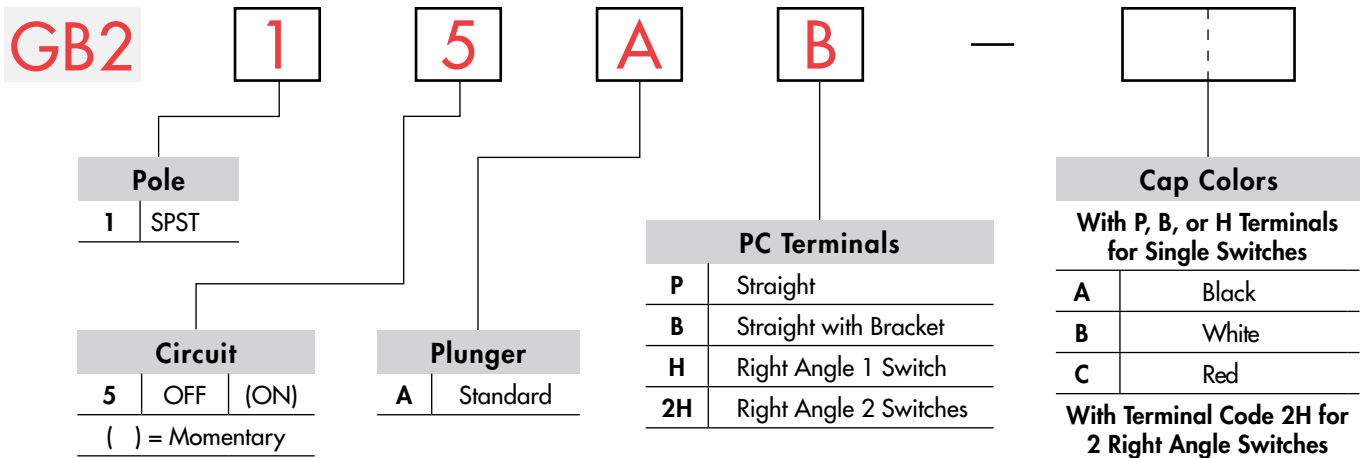 GB2 1 5 A B —
Pole
1 SPST
Circuit
5 OFF (ON)
( ) = Momentary
Plunger
A Standard
PC Terminals
P Straight
B Straight with Bracket
H Right Angle 1 Switch
2H Right Angle 2 Switches
Cap Colors
With P, B, or H Terminals
for Single Switches
A Black
B White
C Red
With Terminal Code 2H for
2 Right Angle Switches